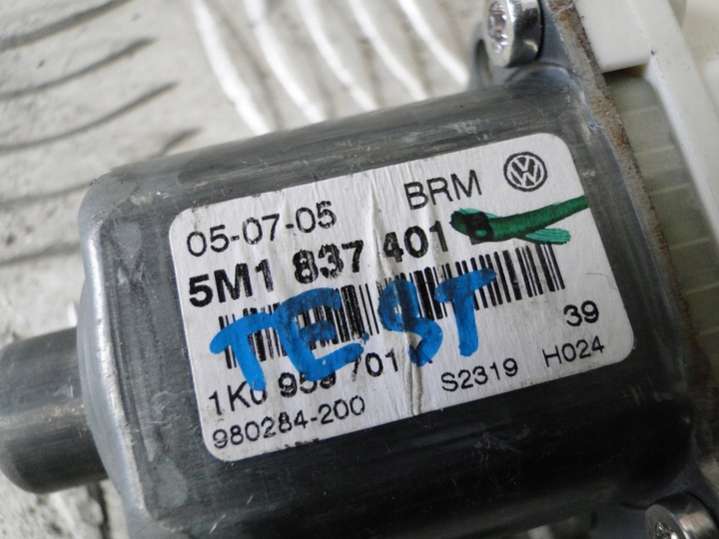 BRM
05-07-05
5M1 837 401 B
TEST
39
1K0 959 701
S2319 H024
980284-200